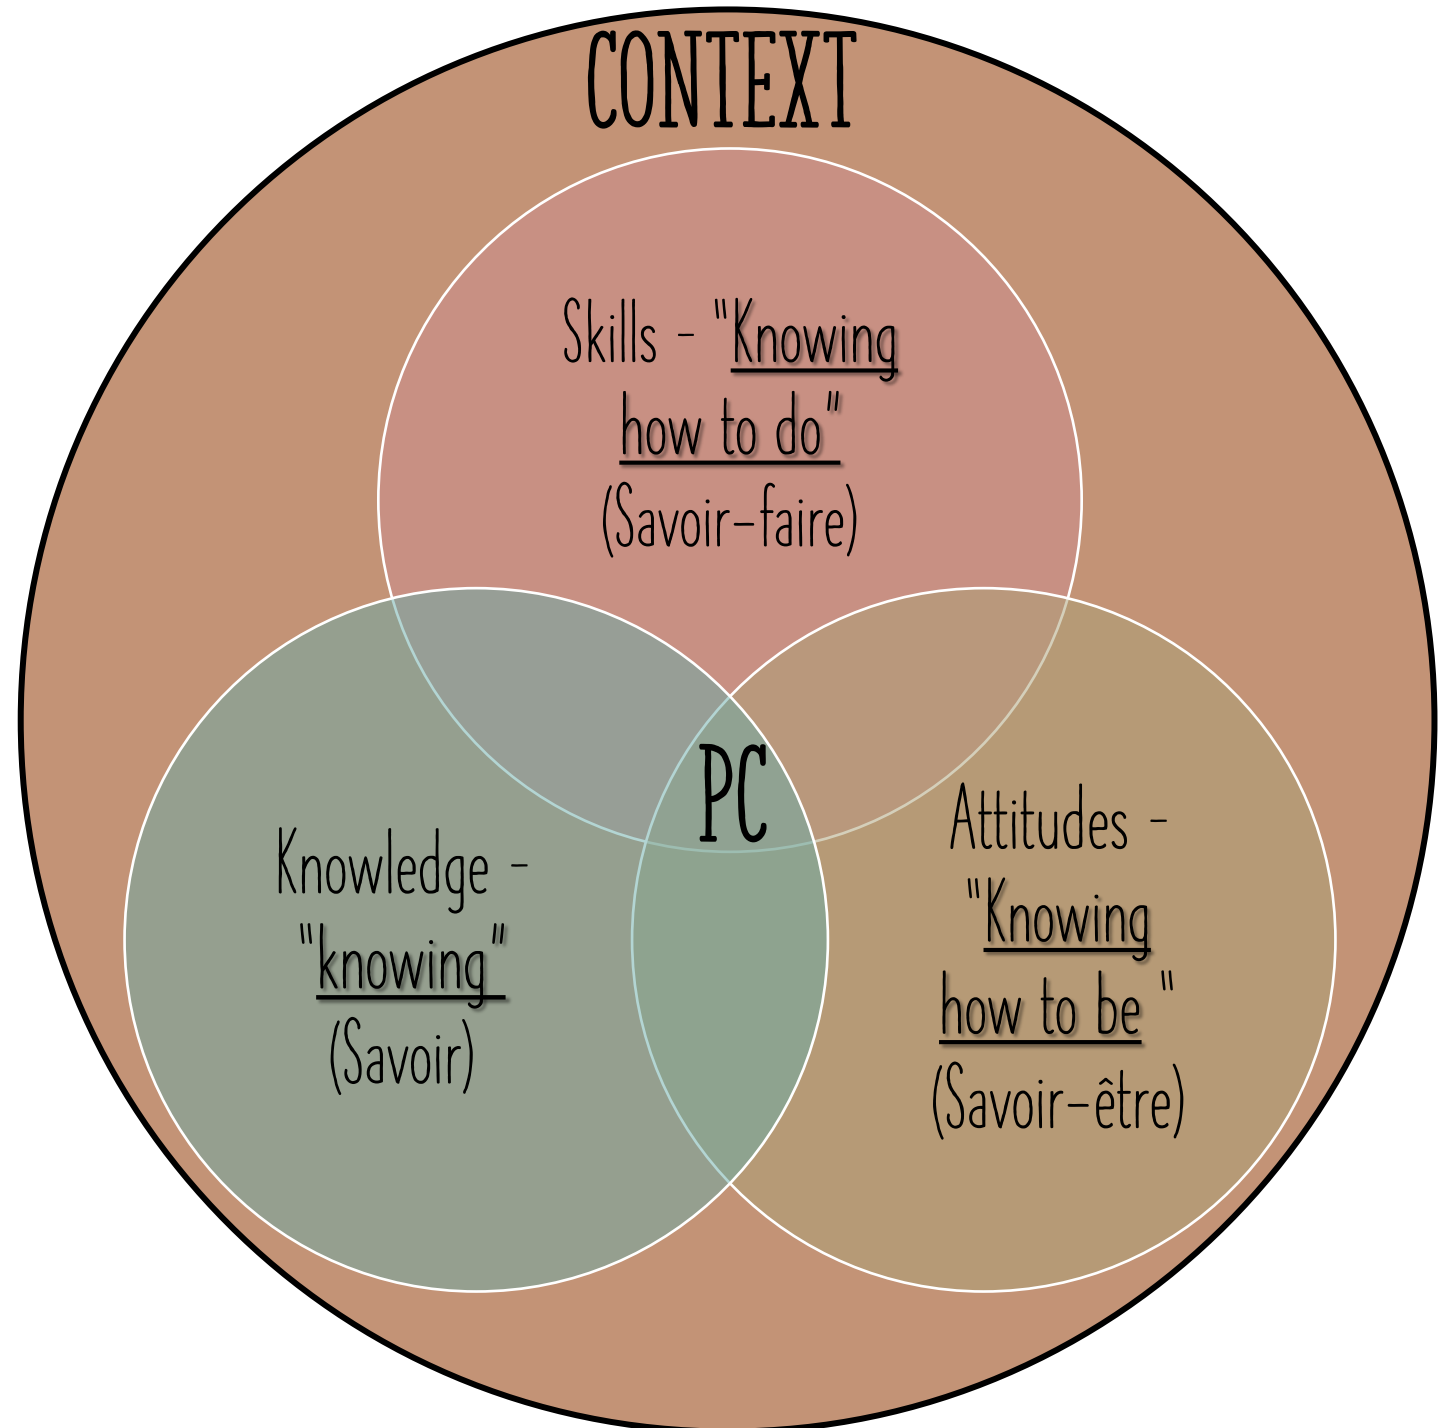 CONTEXT
Skills - "Knowing
how to do"
(Savoir-faire)
PC
Knowledge -
"knowing"
(Savoir)
Attitudes -
"Knowing
how to be "
(Savoir-être)